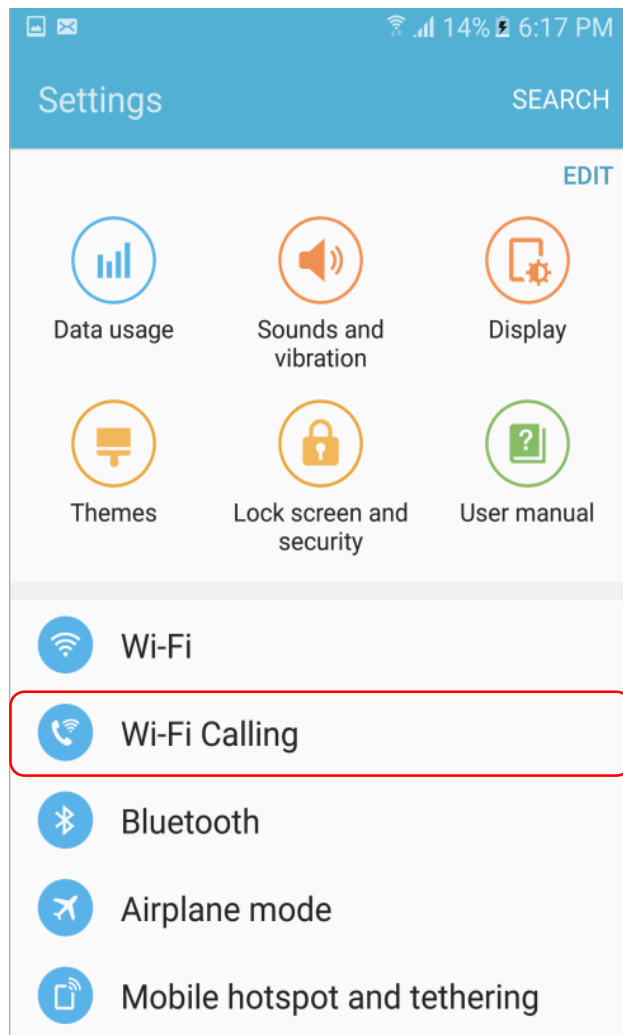 14% 6:17 PM
Settings SEARCH
EDIT
Data usage
Sounds and
vibration
Display
Themes
Lock screen and
security
User manual
Wi-Fi
Wi-Fi Calling
Bluetooth
Airplane mode
Mobile hotspot and tethering